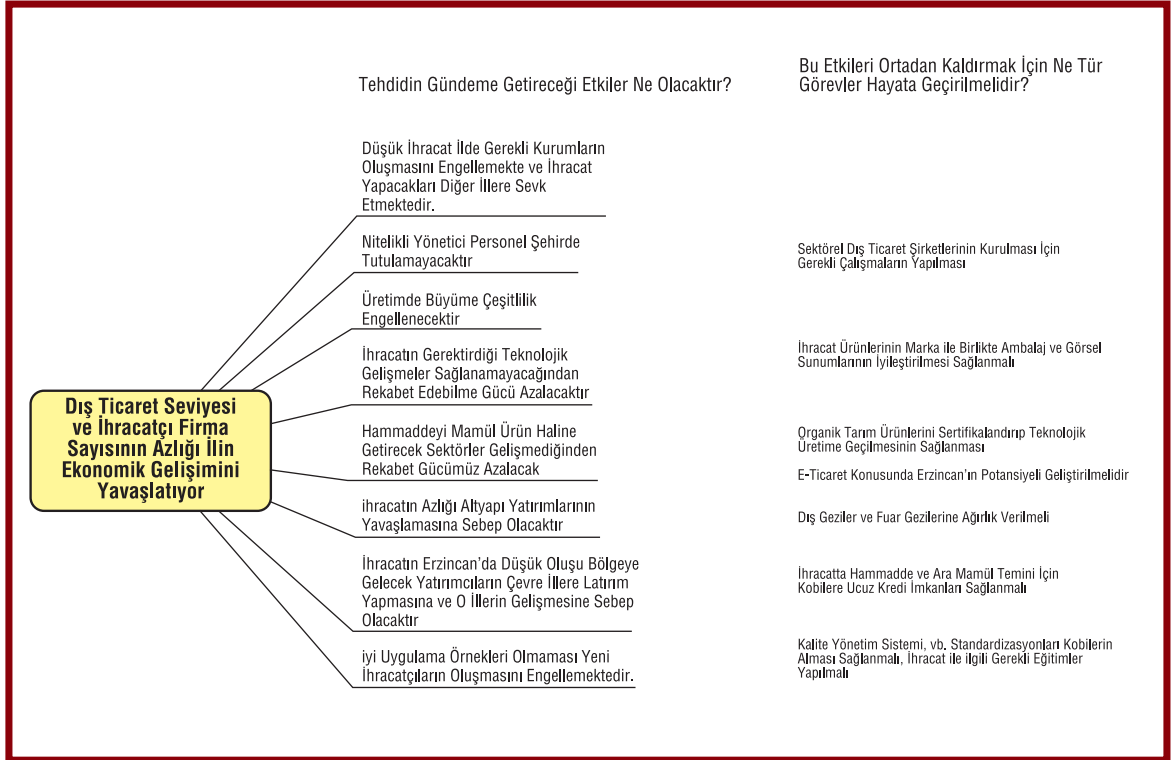 Tehdidin Gündeme Getireceği Etkiler Ne Olacaktır?
Bu Etkileri Ortadan Kaldırmak İçin Ne Tür
Görevler Hayata Geçirilmelidir?
Dış Ticaret Seviyesi
ve İhracatçı Firma
Sayısının Azlığı İlin
Ekonomik Gelişimini
Yavaşlatıyor
Düşük İhracat İlde Gerekli Kurumların
Oluşmasını Engellemekte ve İhracat
Yapacakları Diğer İllere Sevk
Etmektedir.
Nitelikli Yönetici Personel Şehirde
Tutulamayacaktır
Üretimde Büyüme Çeşitlilik
Engellenecektir
İhracatın Gerektirdiği Teknolojik
Gelişmeler Sağlanamayacağından
Rekabet Edebilme Gücü Azalacaktır
Hammaddeyi Mamül Ürün Haline
Getirecek Sektörler Gelişmediğinden
Rekabet Gücümüz Azalacak
ihracatın Azlığı Altyapı Yatırımlarının
Yavaşlamasına Sebep Olacaktır
İhracatın Erzincan'da Düşük Oluşu Bölgeye
Gelecek Yatırımcıların Çevre İllere Latırım
Yapmasına ve O İllerin Gelişmesine Sebep
Olacaktır
iyi Uygulama Örnekleri Olmaması Yeni
İhracatçıların Oluşmasını Engellemektedir.
Sektörel Dış Ticaret Şirketlerinin Kurulması İçin
Gerekli Çalışmaların Yapılması
İhracat Ürünlerinin Marka ile Birlikte Ambalaj ve Görsel
Sunumlarının İyileştirilmesi Sağlanmalı
Organik Tarım Ürünlerini Sertifikalandırıp Teknolojik
Üretime Geçilmesinin Sağlanması
E-Ticaret Konusunda Erzincan'ın Potansiyeli Geliştirilmelidir
Dış Geziler ve Fuar Gezilerine Ağırlık Verilmeli
İhracatta Hammadde ve Ara Mamül Temini İçin
Kobilere Ucuz Kredi İmkanları Sağlanmalı
Kalite Yönetim Sistemi, vb. Standardizasyonları Kobilerin
Alması Sağlanmalı, İhracat ile ilgili Gerekli Eğitimler
Yapılmalı